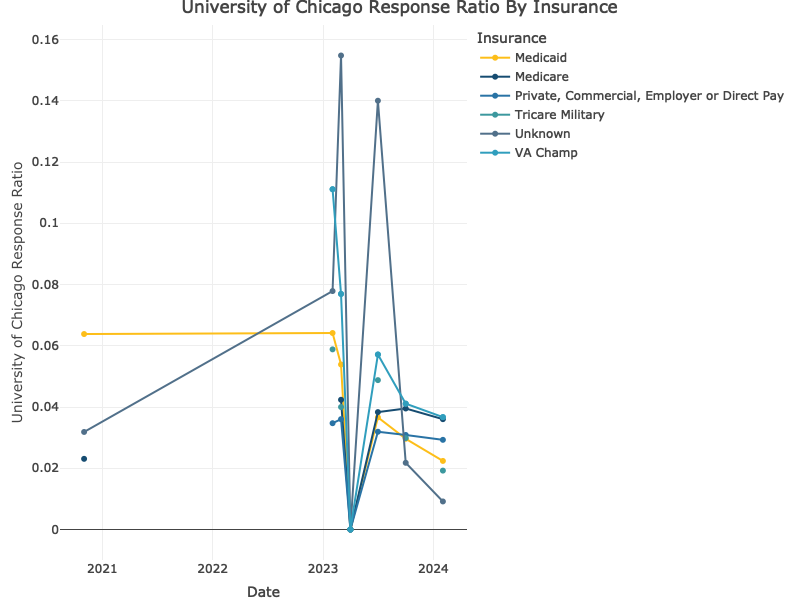 University of Chicago Response Ratio By Insurance
Insurance
Medicaid
Medicare
Private, Commercial, Employer or Direct Pay
Tricare Military
Unknown
VA Champ
University of Chicago Response Ratio
0.16
0.14
0.12
0.1
0.08
0.06
0.04
0.02
0
2021 2022 2023 2024
Date